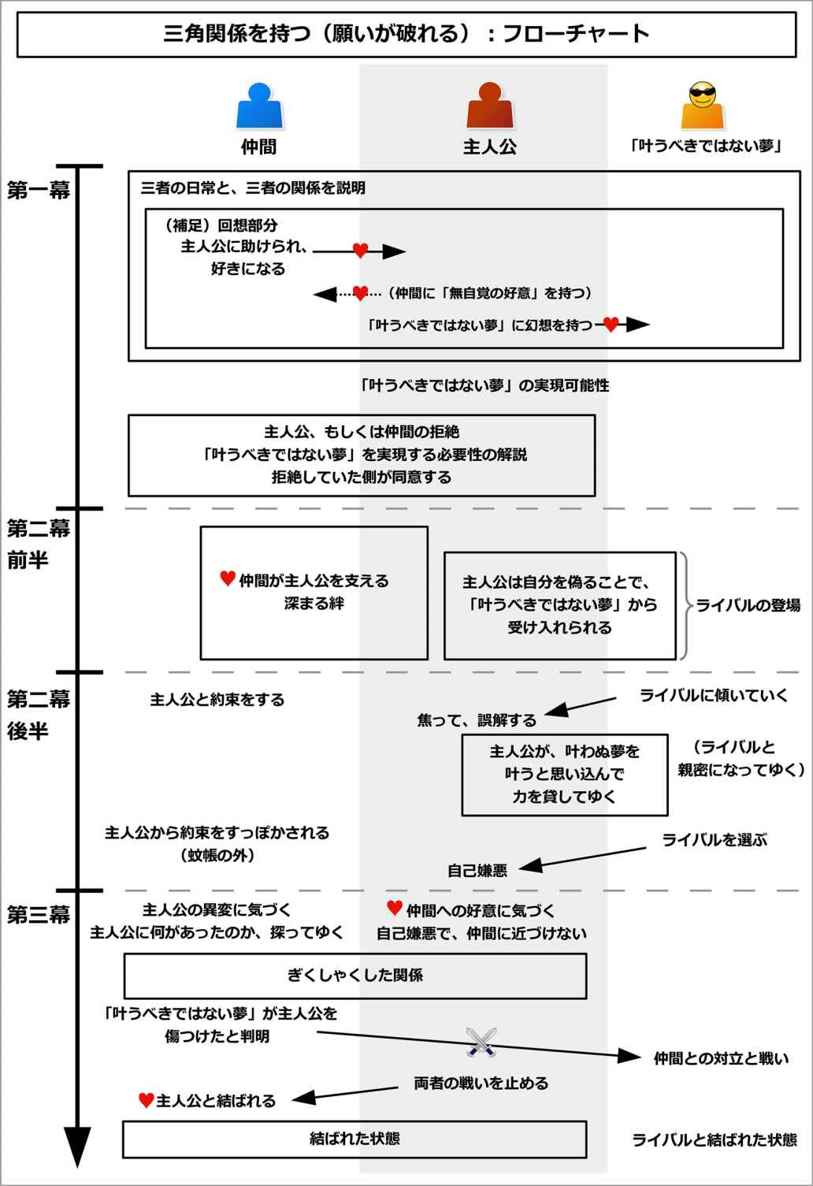 三角関係を持つ（願いが破れる）：フローチャート
仲間
主人公
「叶うべきではない夢」
第一幕
三者の日常と、三者の関係を説明
（補足）回想部分
主人公に助けられ、
好きになる
（仲間に「無自覚の好意」を持つ）
「叶うべきではない夢」に幻想を持つ
「叶うべきではない夢」の実現可能性
主人公、もしくは仲間の拒絶
「叶うべきではない夢」を実現する必要性の解説
拒絶していた側が同意する
第二幕
前半
仲間が主人公を支える
深まる絆
主人公は自分を偽ることで、
「叶うべきではない夢」から
受け入れられる
ライバルの登場
第二幕
後半
主人公と約束をする
ライバルに傾いていく
焦って、誤解する
主人公が、叶わぬ夢を
叶うと思い込んで
力を貸してゆく
（ライバルと
親密になってゆく）
主人公から約束をすっぽかされる
（蚊帳の外）
ライバルを選ぶ
自己嫌悪
第三幕
主人公の異変に気づく
主人公に何があったのか、探ってゆく
仲間への好意に気づく
自己嫌悪で、仲間に近づけない
ぎくしゃくした関係
「叶うべきではない夢」が主人公を
傷つけたと判明
仲間との対立と戦い
両者の戦いを止める
主人公と結ばれる
結ばれた状態
ライバルと結ばれた状態